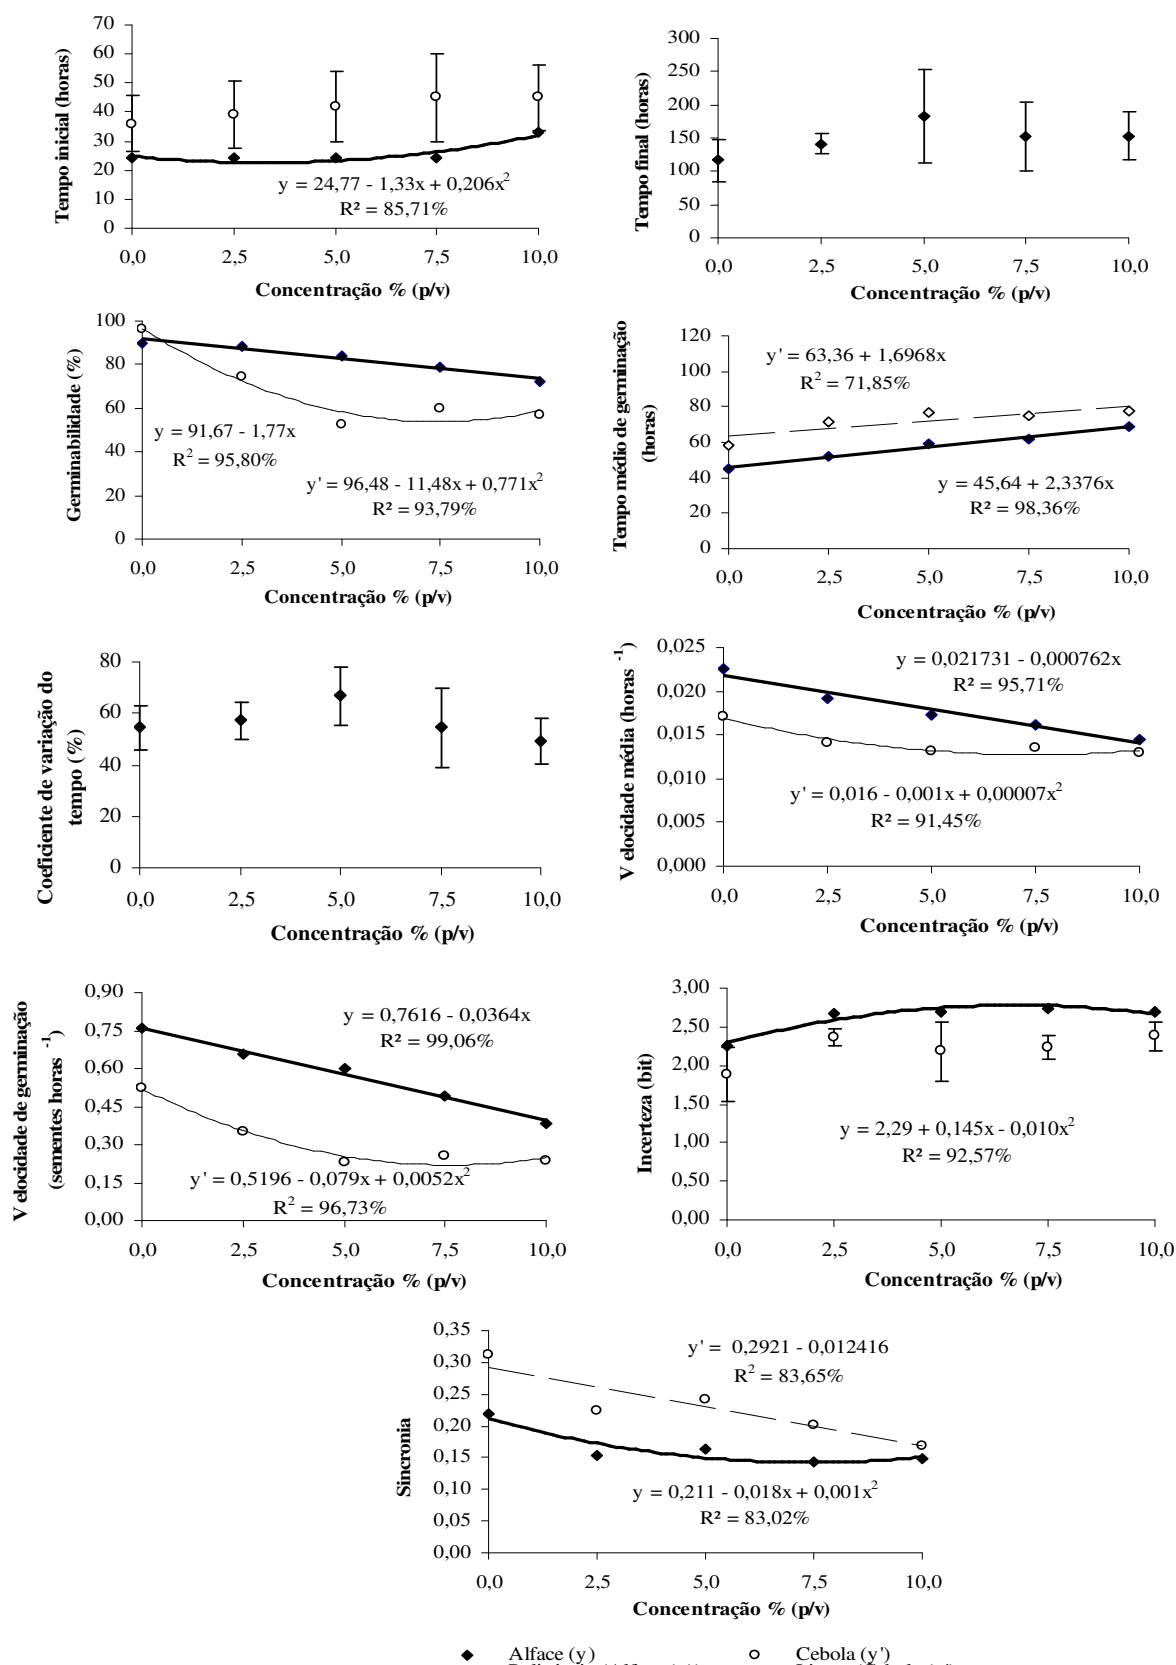 70
60
50
40
30
20
10
0
Tempo inicial (horas)
y = 24,77 - 1,33x + 0,206x²
R² = 85,71%
0,0 2,5 5,0 7,5 10,0
Concentração % (p/v)
300
250
200
150
100
50
0
Tempo final (horas)
0,0 2,5 5,0 7,5 10,0
Concentração % (p/v)
100
80
60
40
20
0
Germinabilidade (%)
y = 91,67 - 1,77x
R² = 95,80%
y' = 96,48 - 11,48x + 0,771x²
R² = 93,79%
0,0 2,5 5,0 7,5 10,0
Concentração % (p/v)
120
100
80
60
40
20
0
Tempo médio de germinação
(horas)
y' = 63,36 + 1,6968x
R² = 71,85%
y = 45,64 + 2,3376x
R² = 98,36%
0,0 2,5 5,0 7,5 10,0
Concentração % (p/v)
80
60
40
20
0
Coeficiente de variação do
tempo (%)
0,0 2,5 5,0 7,5 10,0
Concentração % (p/v)
0,025
0,020
0,015
0,010
0,005
0,000
V elocidade média (horas ⁻¹)
y = 0,021731 - 0,000762x
R² = 95,71%
y' = 0,016 - 0,001x + 0,00007x²
R² = 91,45%
0,0 2,5 5,0 7,5 10,0
Concentração % (p/v)
0,90
0,75
0,60
0,45
0,30
0,15
0,00
V elocidade de germinação
(sementes horas ⁻¹)
y = 0,7616 - 0,0364x
R² = 99,06%
y' = 0,5196 - 0,079x + 0,0052x²
R² = 96,73%
0,0 2,5 5,0 7,5 10,0
Concentração % (p/v)
3,00
2,50
2,00
1,50
1,00
0,50
0,00
Incerteza (bit)
y = 2,29 + 0,145x - 0,010x²
R² = 92,57%
0,0 2,5 5,0 7,5 10,0
Concentração % (p/v)
0,35
0,30
0,25
0,20
0,15
0,10
0,05
0,00
Sincronia
y' = 0,2921 - 0,012416
R² = 83,65%
y = 0,211 - 0,018x + 0,001x²
R² = 83,02%
0,0 2,5 5,0 7,5 10,0
Concentração % (p/v)
Alface (y) Cebola (y')